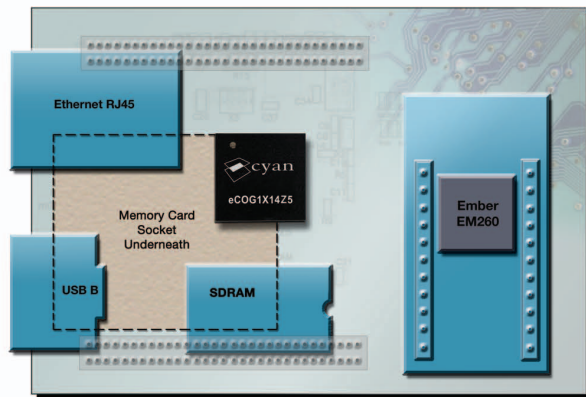 Ethernet RJ45
cyan
eCOG1X14Z5
Memory Card
Socket
Underneath
Ember
EM260
USB B
SDRAM